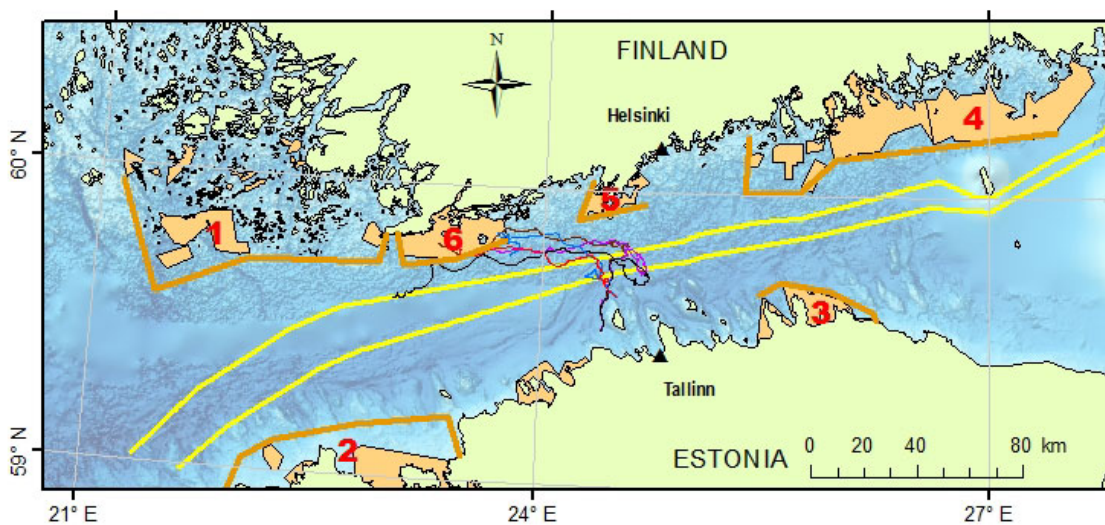 N
FINLAND
Helsinki
4
60° N
5
1
6
3
Tallinn
2
0 20 40 80 km
59° N
ESTONIA
21° E 24° E 27° E